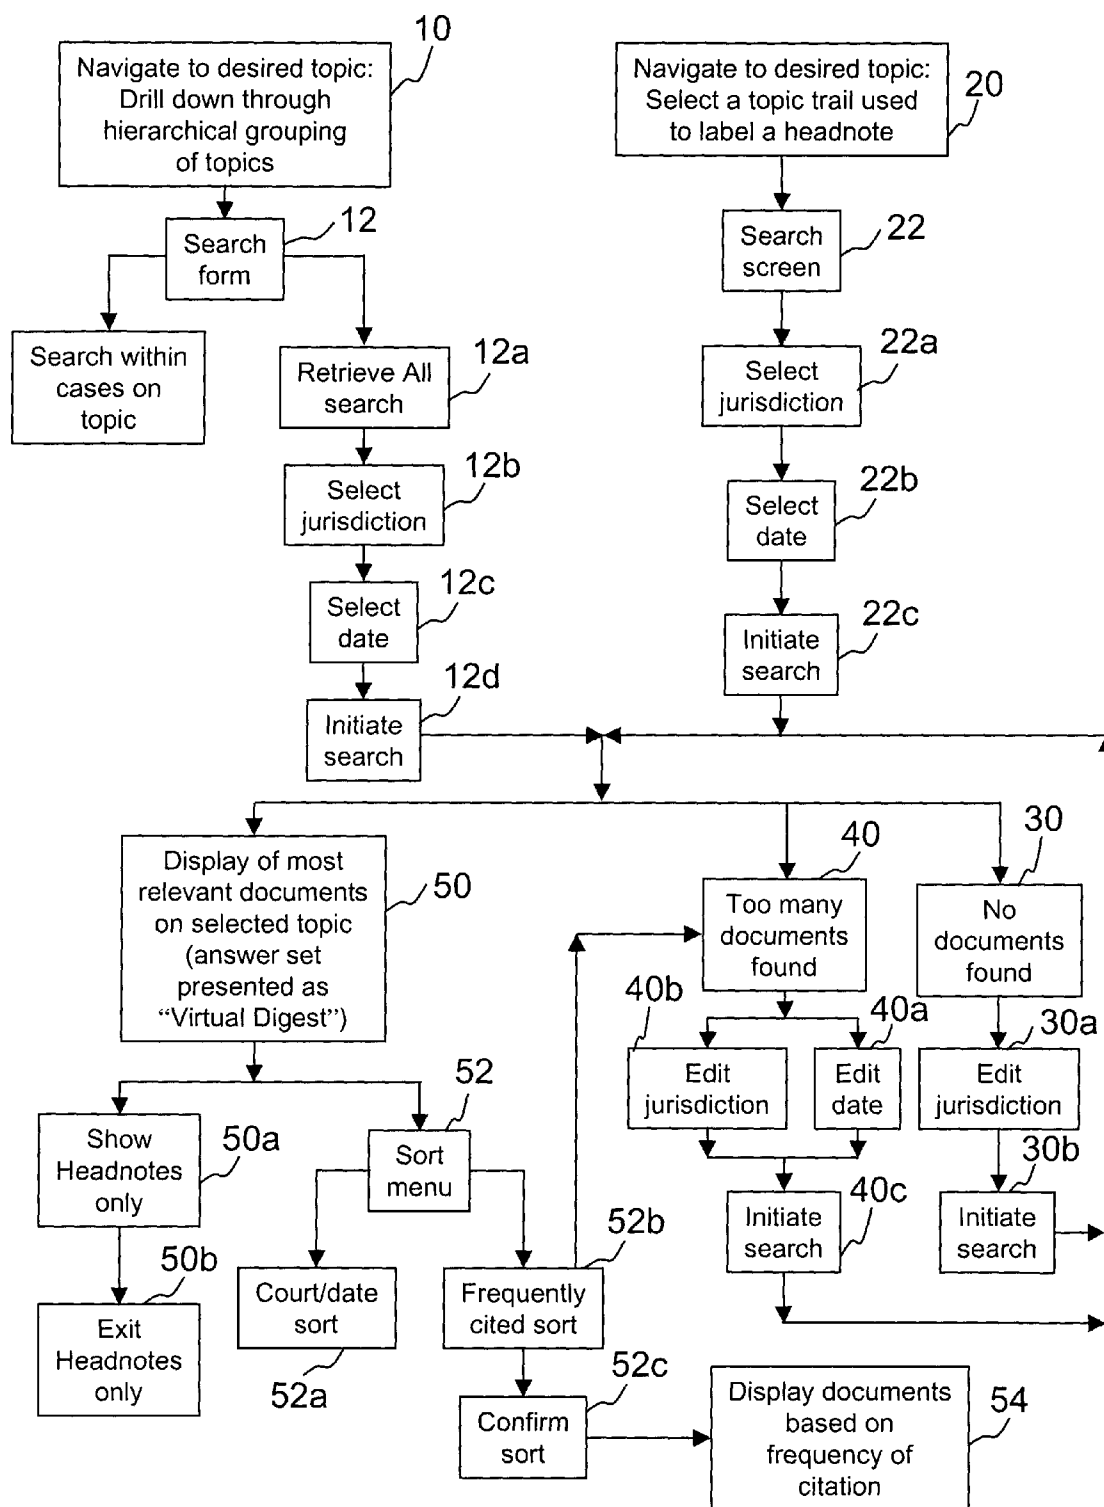 10
Navigate to desired topic:
Drill down through
hierarchical grouping
of topics
Navigate to desired topic:
Select a topic trail used
to label a headnote
20
12
Search
form
Search
screen
22
Search within
cases on
topic
Retrieve All
search
12a
Select
jurisdiction
22a
Select
jurisdiction
12b
Select
date
22b
Select
date
12c
Initiate
search
22c
Initiate
search
12d
Display of most
relevant documents
on selected topic
(answer set
presented as
“Virtual Digest”)
50
40
Too many
documents
found
30
No
documents
found
40b
Edit
jurisdiction
40a
Edit
date
30a
Edit
jurisdiction
Show
Headnotes
only
50a
52
Sort
menu
Initiate
search
40c
30b
Initiate
search
50b
Exit
Headnotes
only
Court/date
sort
52a
52b
Frequently
cited sort
52c
Confirm
sort
Display documents
based on
frequency of
citation
54